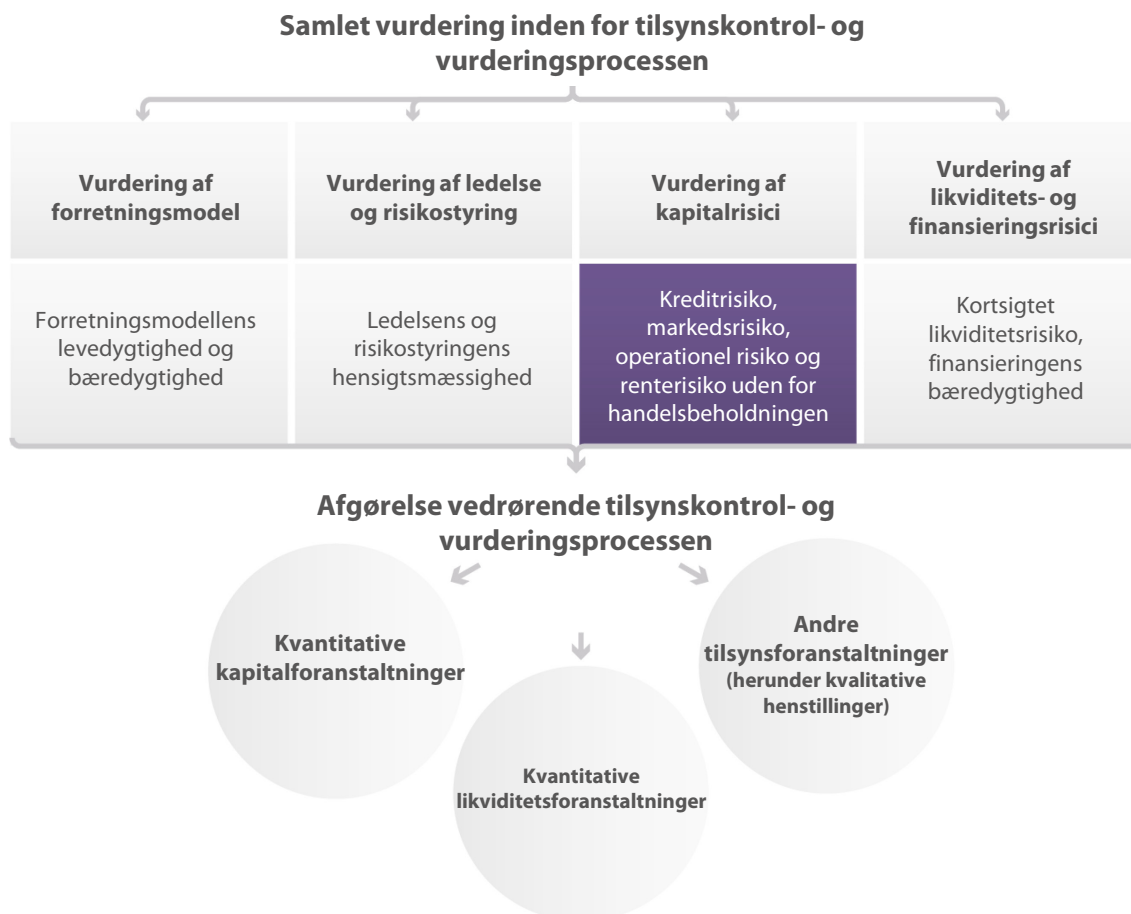 Samlet vurdering inden for tilsynskontrol- og
vurderingsprocessen
Vurdering af
forretningsmodel
Vurdering af ledelse
og risikostyring
Vurdering af
kapitalrisici
Vurdering af
likviditets- og
finansieringsrisici
Forretningsmodellens
levedygtighed og
bæredygtighed
Ledelsens og
risikostyringens
hensigtsmæssighed
Kreditrisiko,
markedsrisiko,
operationel risiko og
renterisiko uden for
handelsbeholdningen
Kortsigtet
likviditetsrisiko,
finansieringens
bæredygtighed
Afgørelse vedrørende tilsynskontrol- og
vurderingsprocessen
Kvantitative
kapitalforanstaltninger
Kvantitative
likviditetsforanstaltninger
Andre
tilsynsforanstaltninger
(herunder kvalitative
henstillinger)